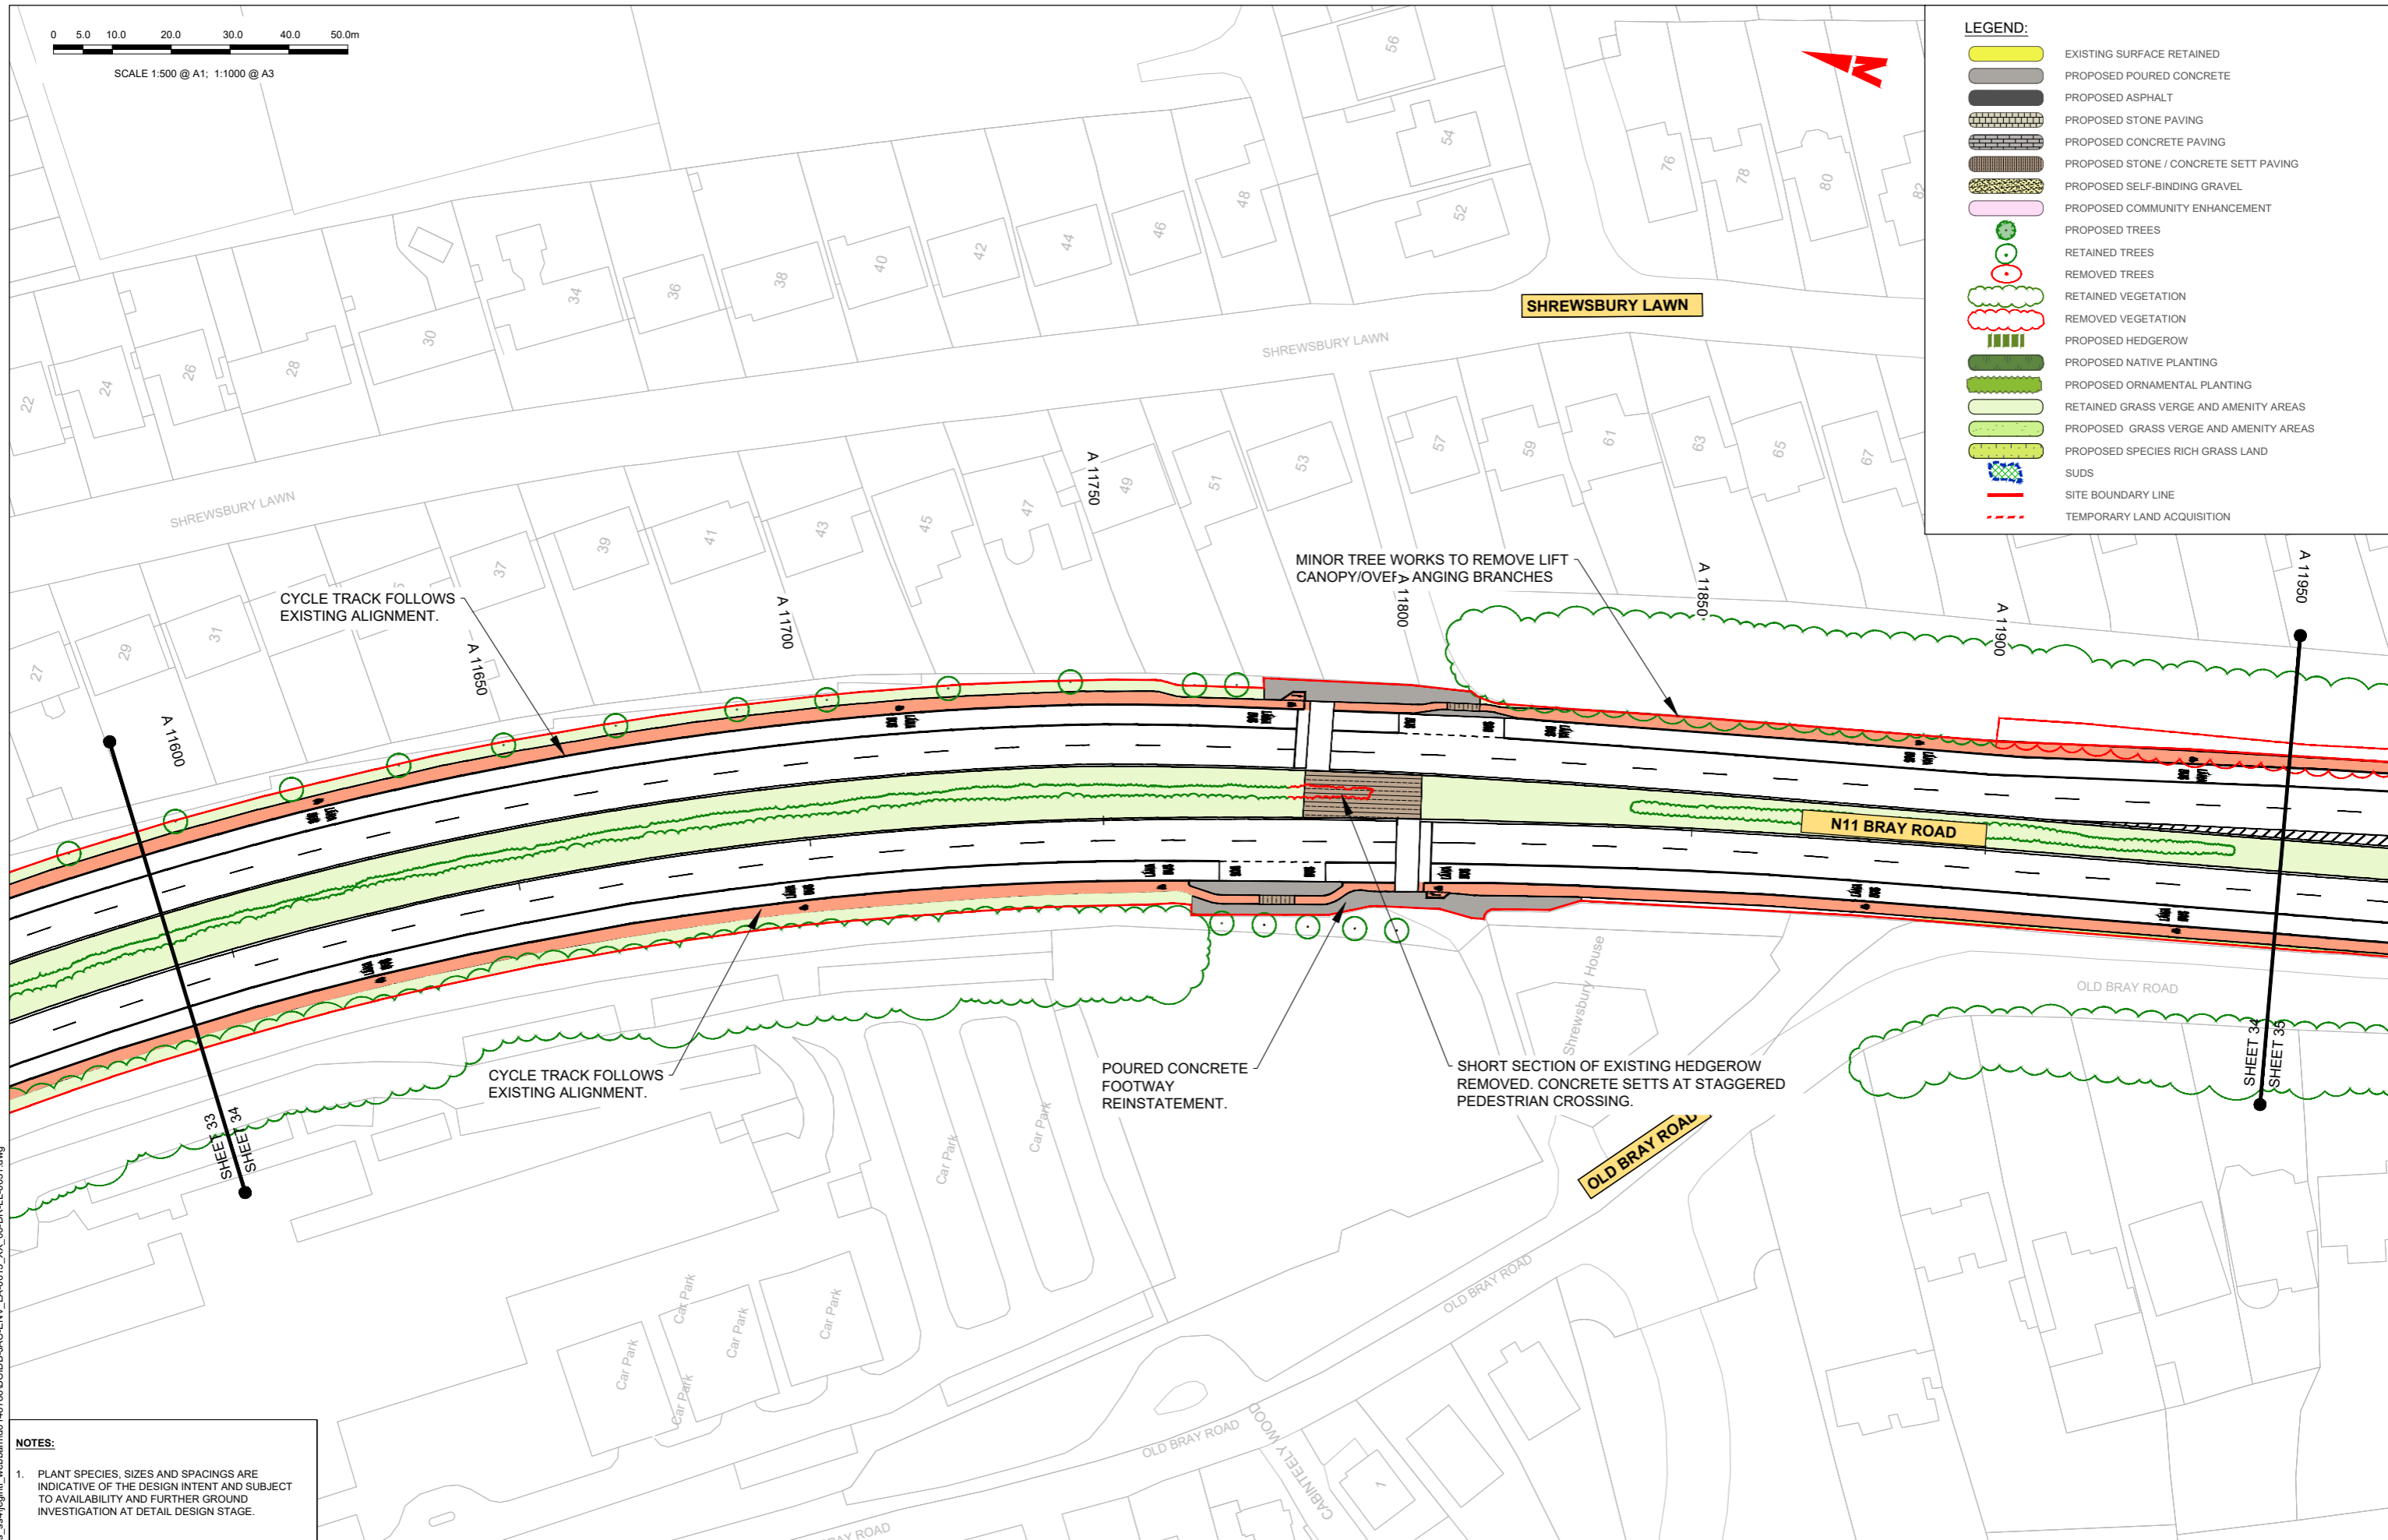 0 5.0 10.0 20.0 30.0 40.0 50.0m
SCALE 1:500 @ A1; 1:1000 @ A3
LEGEND:
EXISTING SURFACE RETAINED
PROPOSED POURED CONCRETE
PROPOSED ASPHALT
PROPOSED STONE PAVING
PROPOSED CONCRETE PAVING
PROPOSED STONE / CONCRETE SETT PAVING
PROPOSED SELF-BINDING GRAVEL
PROPOSED COMMUNITY ENHANCEMENT
PROPOSED TREES
RETAINED TREES
REMOVED TREES
RETAINED VEGETATION
REMOVED VEGETATION
PROPOSED HEDGEROW
PROPOSED NATIVE PLANTING
PROPOSED ORNAMENTAL PLANTING
RETAINED GRASS VERGE AND AMENITY AREAS
PROPOSED GRASS VERGE AND AMENITY AREAS
PROPOSED SPECIES RICH GRASS LAND
SUDS
SITE BOUNDARY LINE
TEMPORARY LAND ACQUISITION
N
56
54
52
76
78
80
82
48
46
44
42
40
38
36
34
30
28
26
24
22
SHREWSBURY LAWN
SHREWSBURY LAWN
SHREWSBURY LAWN
27
29
31
37
39
41
43
45
47
49
51
53
57
59
61
63
65
67
CYCLE TRACK FOLLOWS
EXISTING ALIGNMENT.
MINOR TREE WORKS TO REMOVE LIFT
CANOPY/OVERHANGING BRANCHES
A 11600
A 11650
A 11700
A 11750
A 11800
A 11850
A 11900
A 11950
N11 BRAY ROAD
CYCLE TRACK FOLLOWS
EXISTING ALIGNMENT.
POURED CONCRETE
FOOTWAY
REINSTATEMENT.
SHORT SECTION OF EXISTING HEDGEROW
REMOVED. CONCRETE SETTS AT STAGGERED
PEDESTRIAN CROSSING.
Shrewsbury House
OLD BRAY ROAD
OLD BRAY ROAD
OLD BRAY ROAD
OLD BRAY ROAD
BRAY ROAD
CABINTEELY WOOD
1
SHEET 33
SHEET 34
SHEET 34
SHEET 35
Car Park
Car Park
Car Park
Car Park
Car Park
Car Park
Car Park
NOTES:
1. PLANT SPECIES, SIZES AND SPACINGS ARE
INDICATIVE OF THE DESIGN INTENT AND SUBJECT
TO AVAILABILITY AND FURTHER GROUND
INVESTIGATION AT DETAIL DESIGN STAGE.